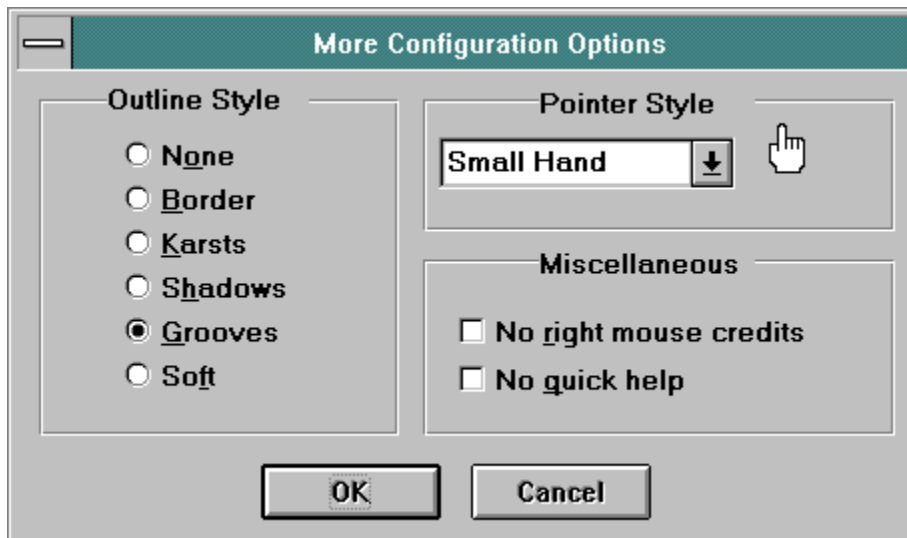 More Configuration Options
Outline Style
None
Border
Karsts
Shadows
Grooves
Soft
Pointer Style
Small Hand
Miscellaneous
No right mouse credits
No quick help
OK
Cancel